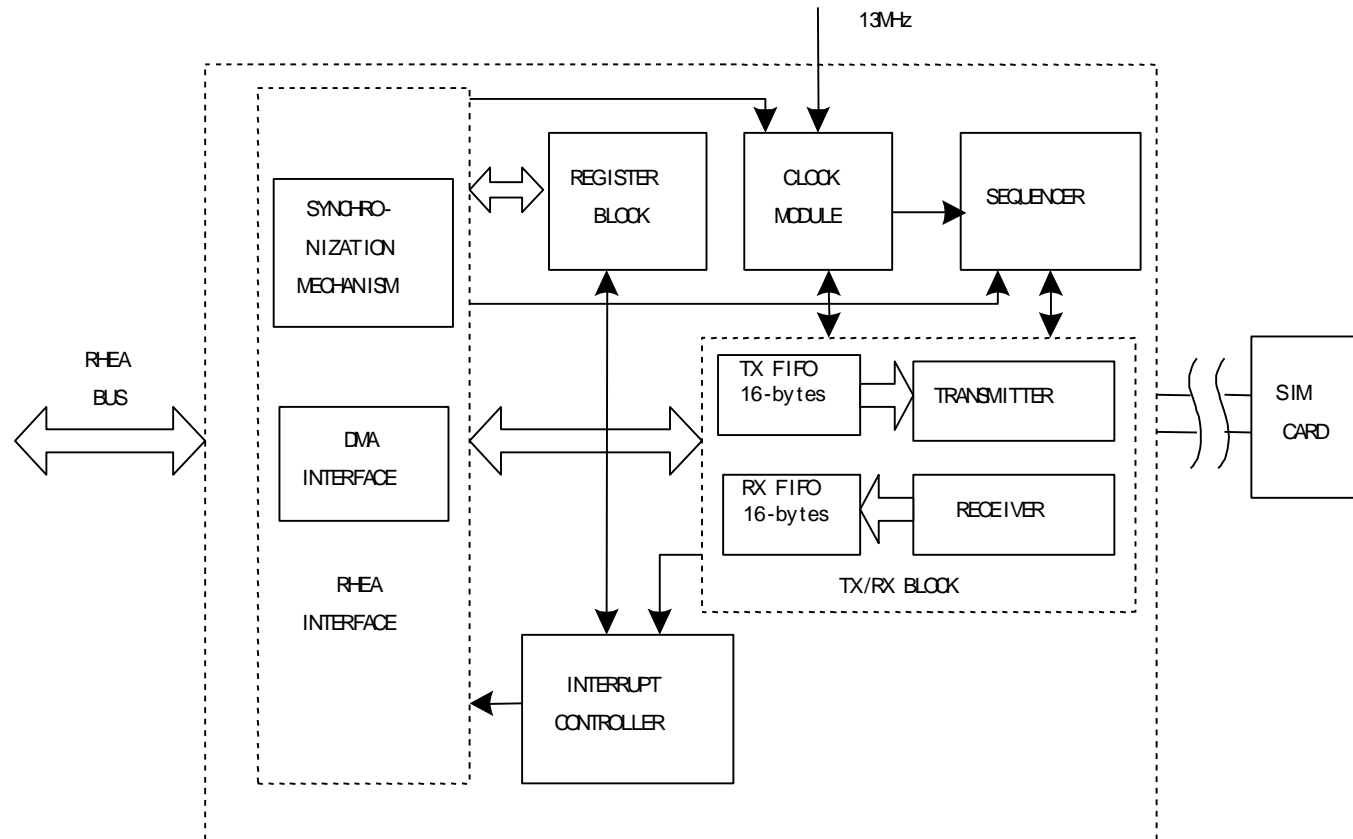 13MHz
REGISTER
BLOCK
CLOCK
MODULE
SEQUENCER
SYNCHRO-
NIZATION
MECHANISM
RHEA
BUS
TX FIFO
16-bytes
TRANSMITTER
SIM
CARD
DMA
INTERFACE
RX FIFO
16-bytes
RECEIVER
TX/RX BLOCK
RHEA
INTERFACE
INTERRUPT
CONTROLLER